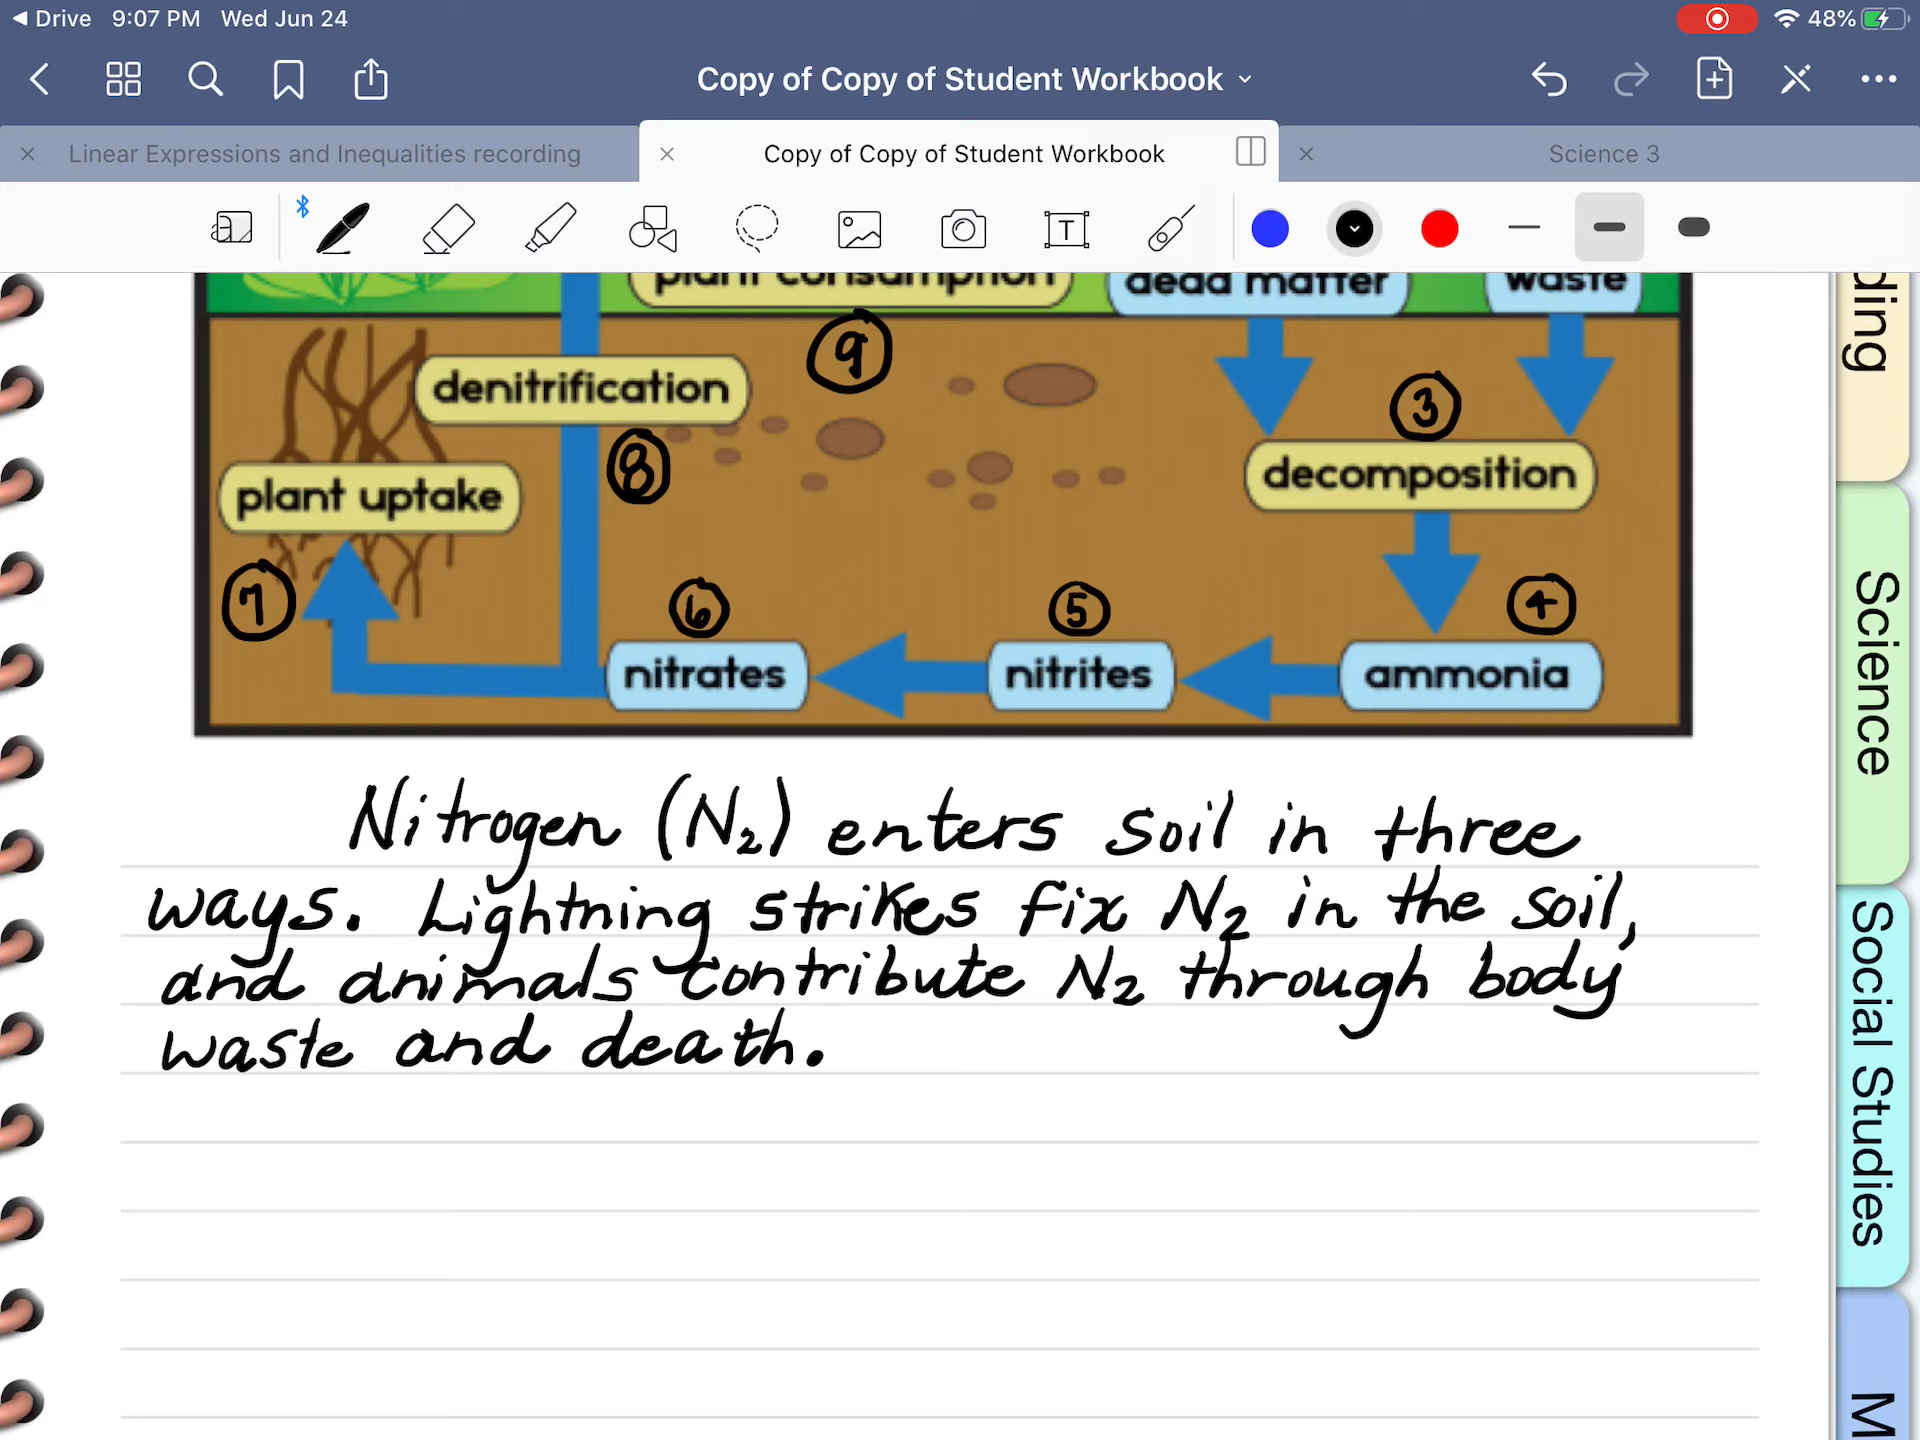 Drive 9:07 PM Wed Jun 24 48%
Copy of Copy of Student Workbook
Linear Expressions and Inequalities recording Copy of Copy of Student Workbook Science 3
T
plant consumption dead matter waste
9
denitrification
3
8
decomposition
plant uptake
7 6 5 4
nitrates nitrites ammonia
Nitrogen (N₂) enters soil in three
ways. Lightning strikes fix N₂ in the soil,
and animals contribute N₂ through body
waste and death.
ding
Science
Social Studies
M